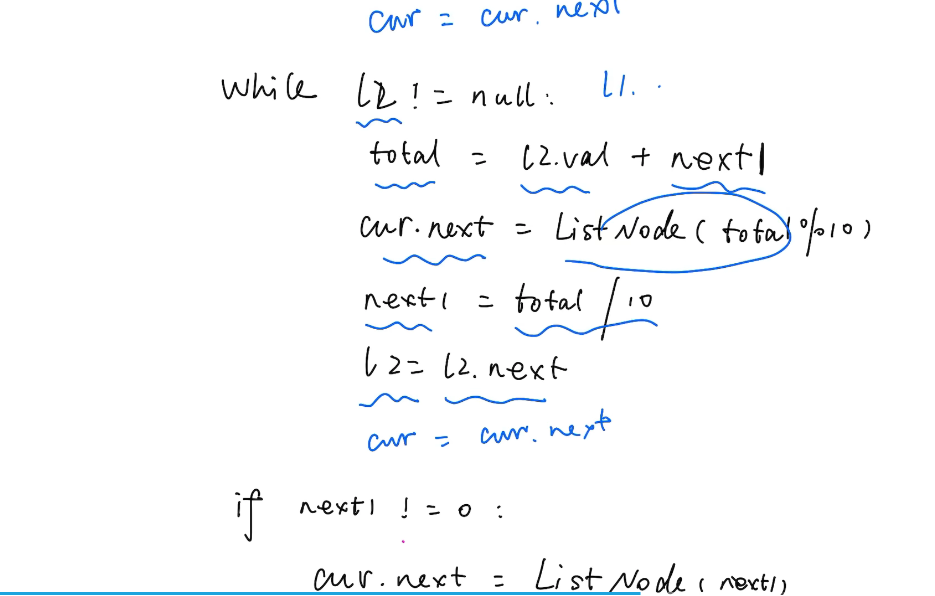 cur = cur.next
while l2 != null: l1..
total = l2.val + next1
cur.next = ListNode(total%10)
next1 = total/10
l2 = l2.next
cur = cur.next
if next1 != 0:
cur.next = ListNode(next1)